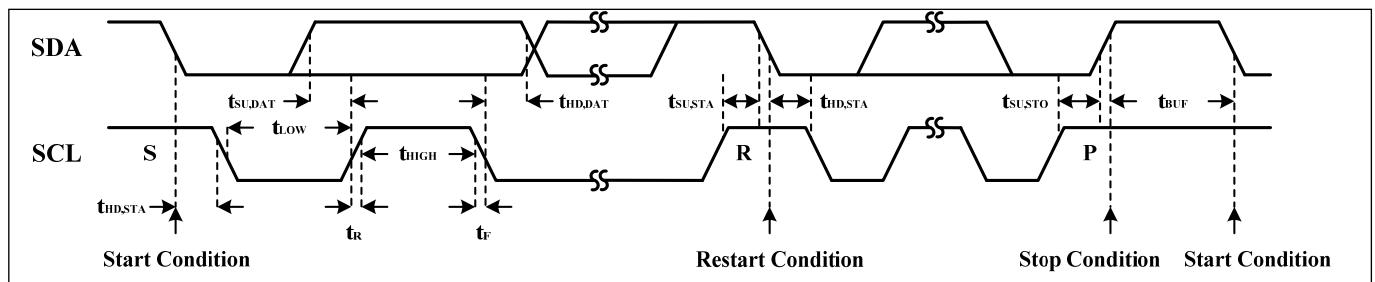 SDA
tSU,DAT
tHD,DAT
tSU,STA
tHD,STA
tSU,STO
tBUF
tLOW
SCL
S
tHIGH
R
P
tHD,STA
tR
tF
Start Condition
Restart Condition
Stop Condition
Start Condition